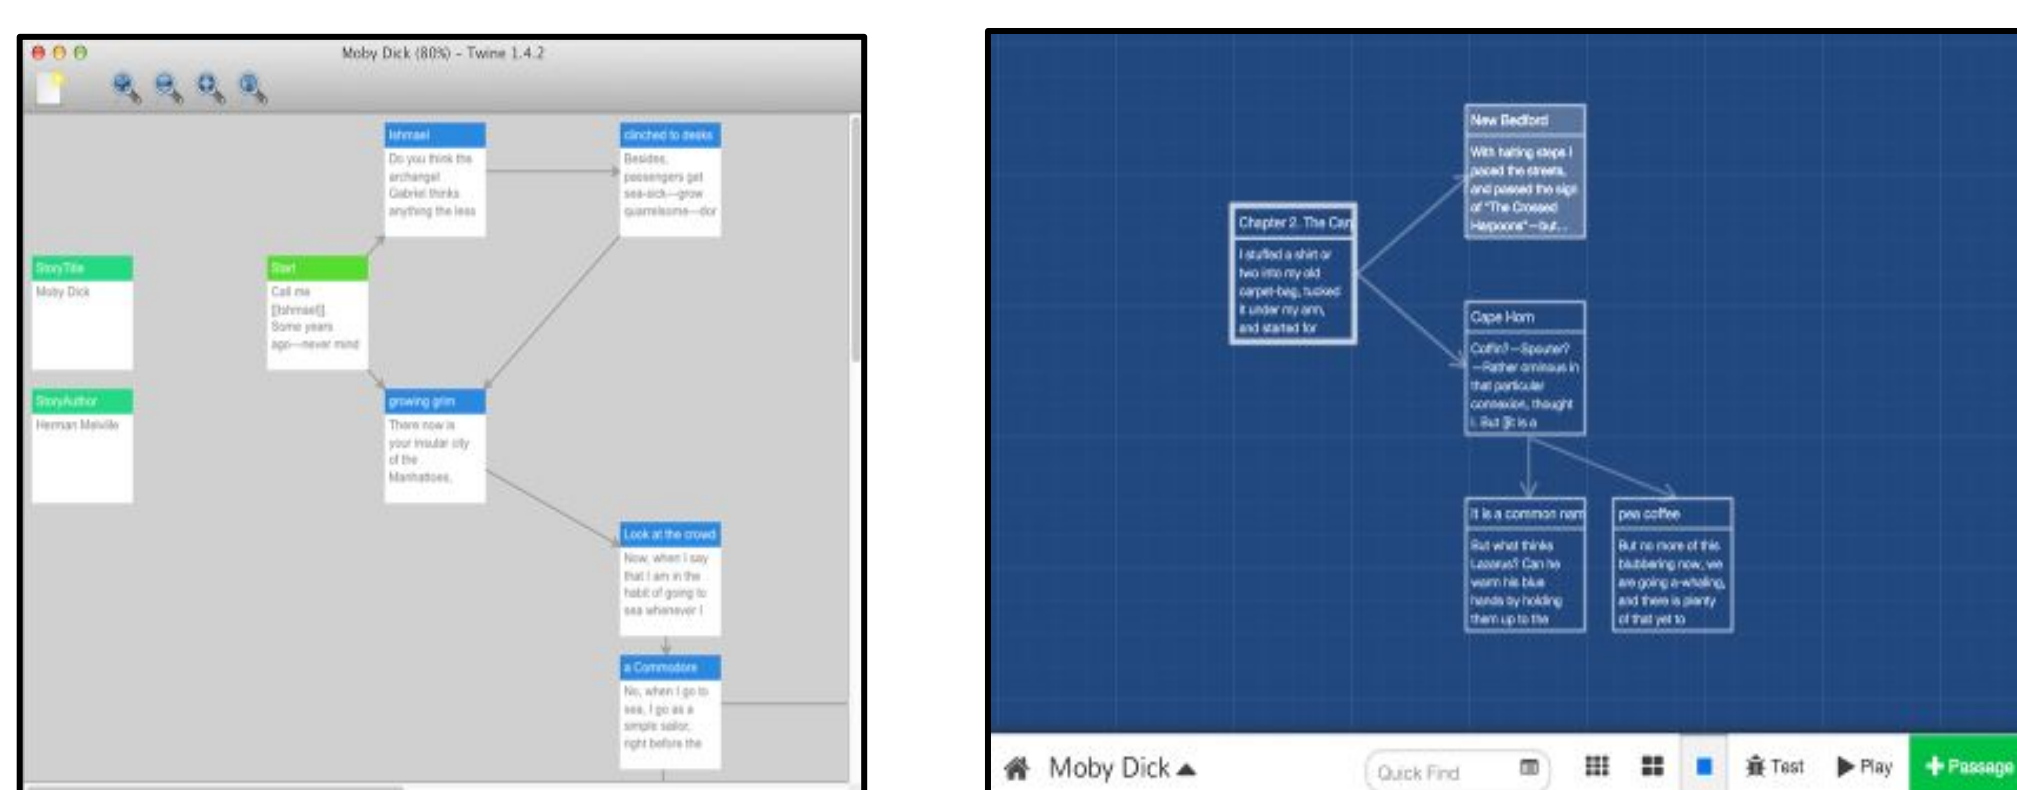 Moby Dick (80%) – Twine 1.4.2
Ishmael
Do you think the
archangel
Gabriel thinks
anything the less
clinched to desks
Besides,
passengers get
sea-sick—grow
quarrelsome—don
StoryTitle
Moby Dick
Start
Call me
[[Ishmael]].
Some years
ago—never mind
StoryAuthor
Herman Melville
growing grim
There now is
your insular city
of the
Manhattoes,
Look at the crowd
Now, when I say
that I am in the
habit of going to
sea whenever I
a Commodore
No, when I go to
sea, I go as a
simple sailor,
right before the
New Bedford
With halting steps I
paced the streets,
and passed the sign
of "The Crossed
Harpoons"—but...
Chapter 2. The Car
I stuffed a shirt or
two into my old
carpet-bag, tucked
it under my arm,
and started for
Cape Horn
Coffin?—Spouter?
—Rather ominous in
that particular
connexion, thought
I. But [[it is a
It is a common nam
But what thinks
Lazarus? Can he
warm his blue
hands by holding
them up to the
pea coffee
But no more of this
blubbering now, we
are going a-whaling,
and there is plenty
of that yet to
Moby Dick
Quick Find
Test
Play
Passage